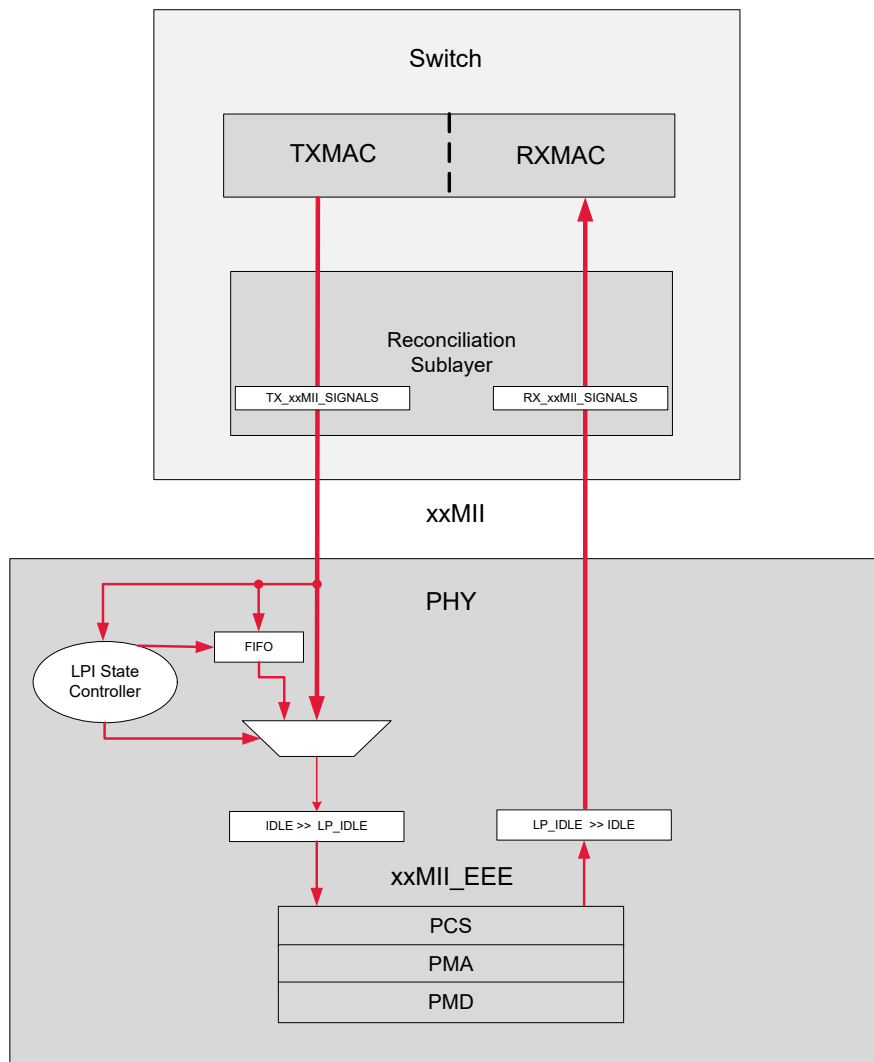 Switch
TXMAC
RXMAC
Reconciliation
Sublayer
TX_xxMII_SIGNALS
RX_xxMII_SIGNALS
xxMII
PHY
FIFO
LPI State
Controller
IDLE >> LP_IDLE
LP_IDLE >> IDLE
xxMII_EEE
PCS
PMA
PMD